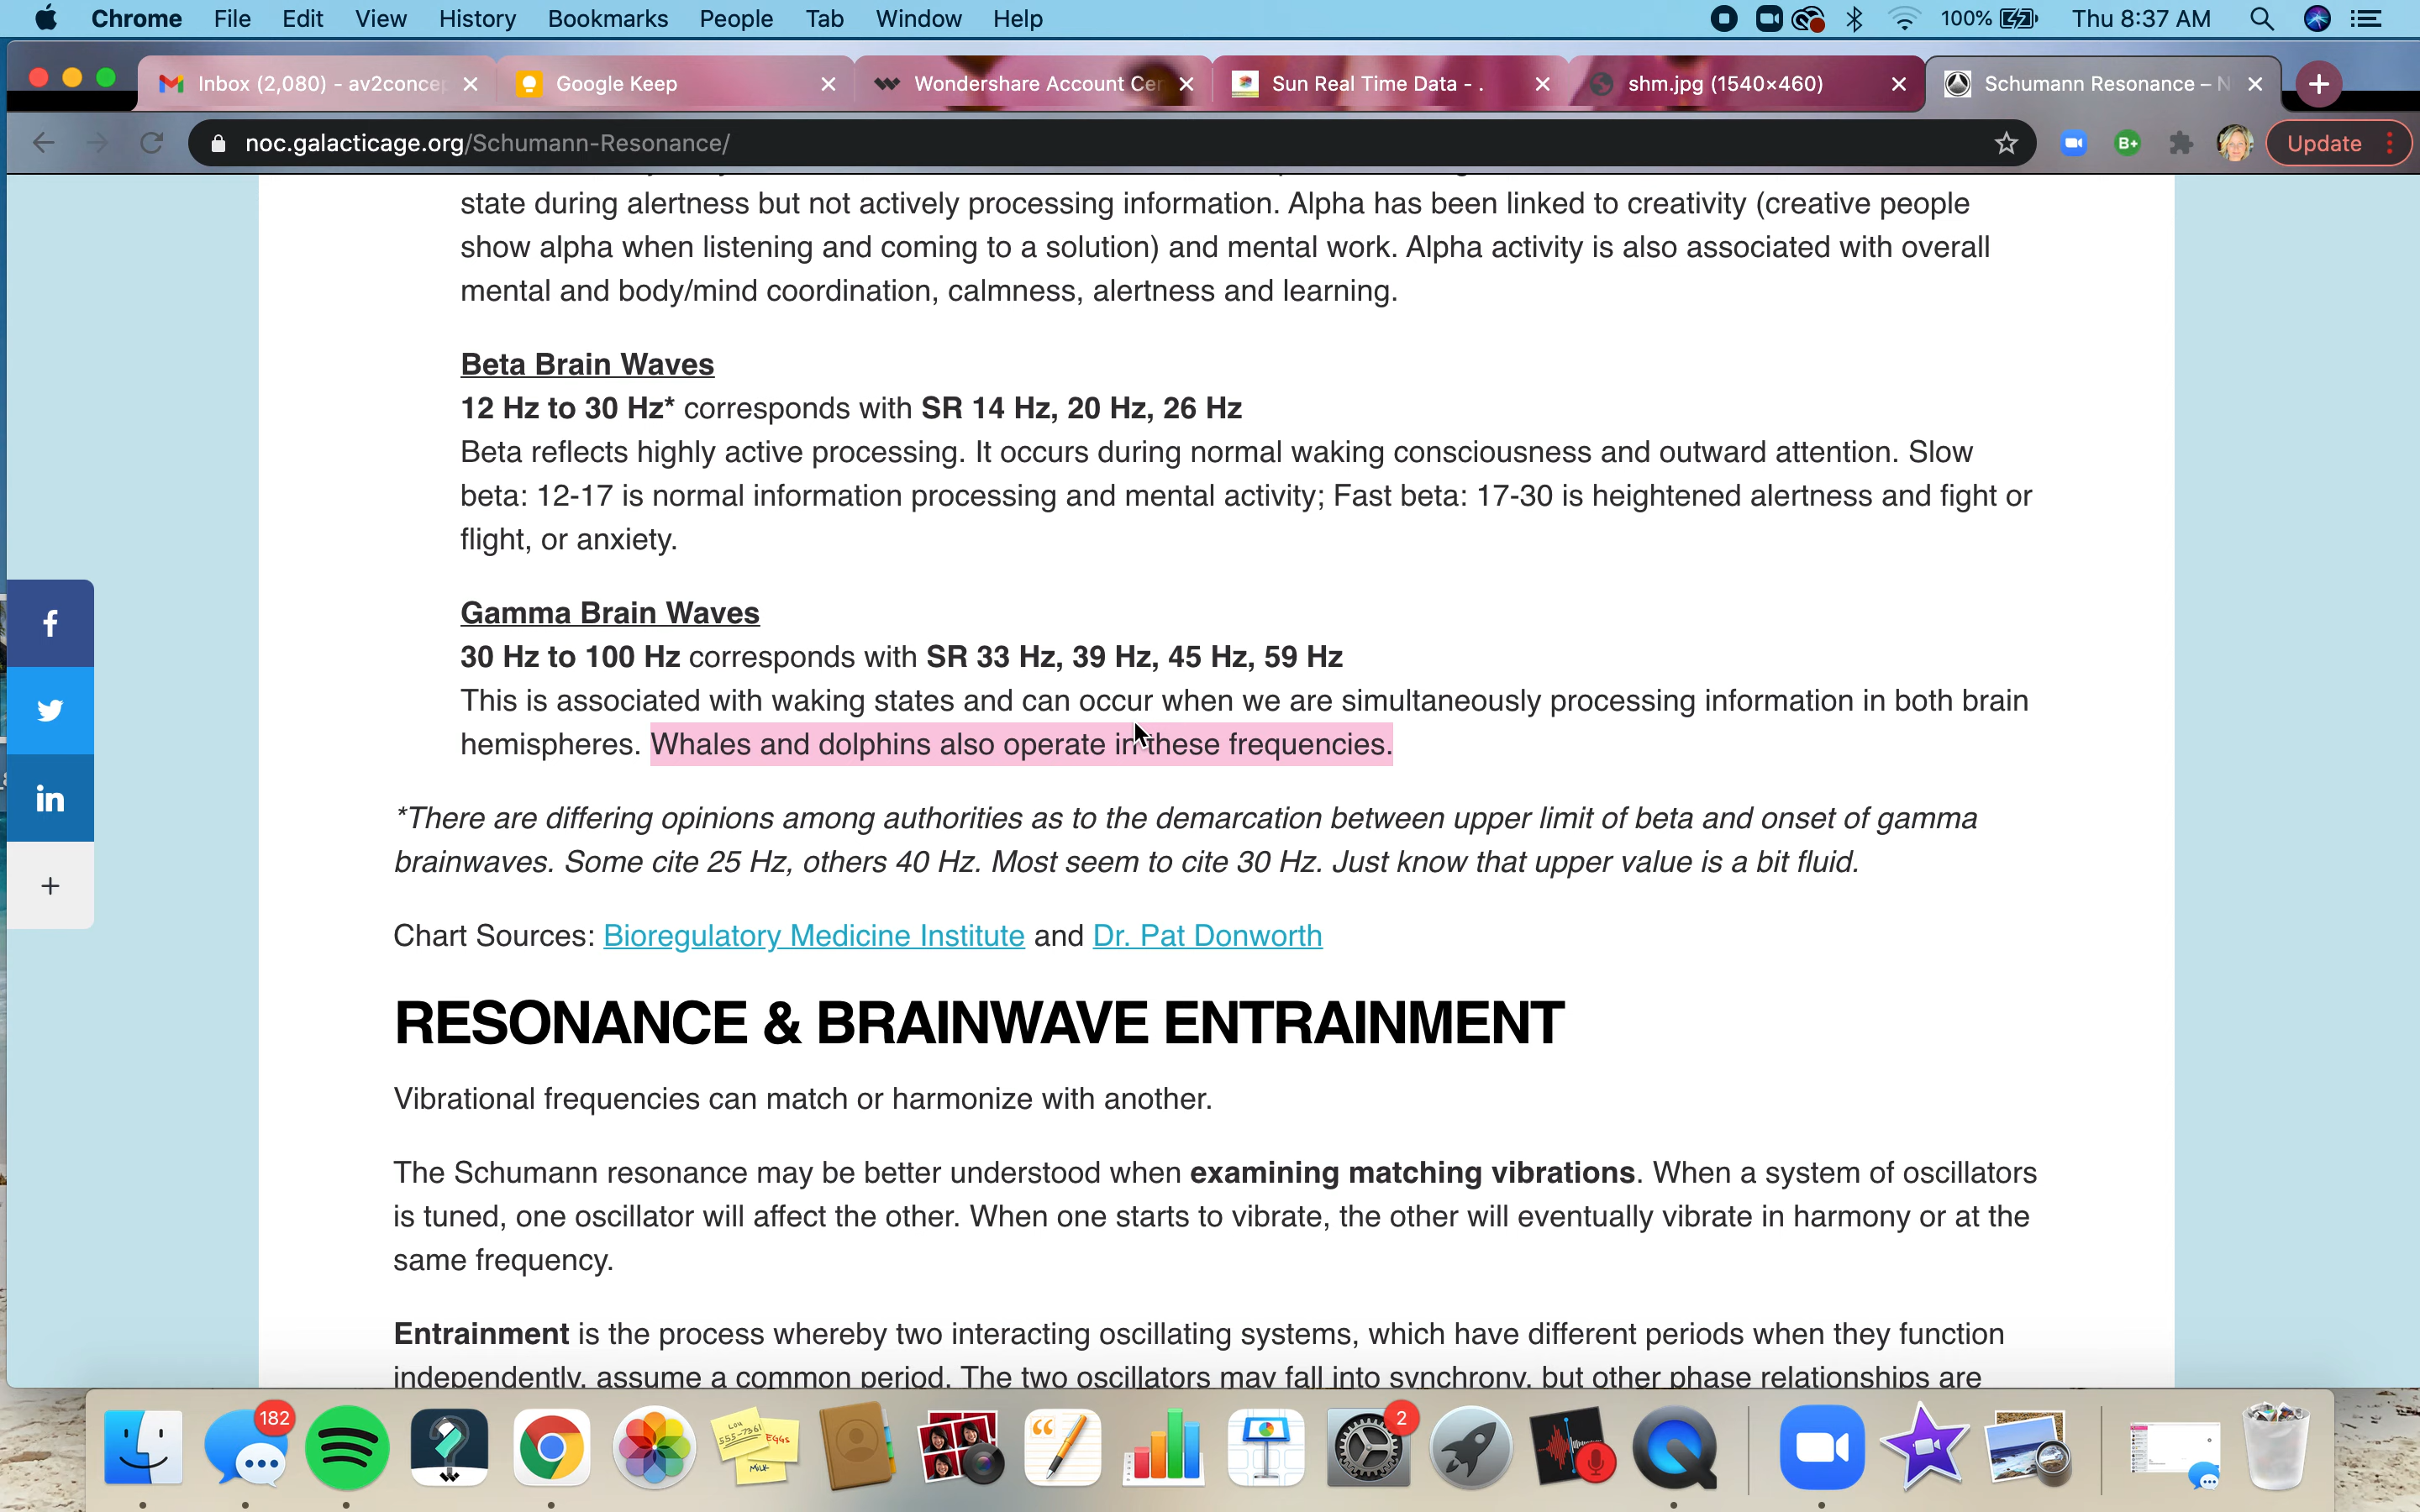 Chrome File Edit View History Bookmarks People Tab Window Help 100% Thu 8:37 AM
Inbox (2,080) - av2conce Google Keep Wondershare Account Cer Sun Real Time Data - . shm.jpg (1540×460) Schumann Resonance – N
noc.galacticage.org/Schumann-Resonance/ B+ Update
state during alertness but not actively processing information. Alpha has been linked to creativity (creative people
show alpha when listening and coming to a solution) and mental work. Alpha activity is also associated with overall
mental and body/mind coordination, calmness, alertness and learning.
Beta Brain Waves
12 Hz to 30 Hz* corresponds with SR 14 Hz, 20 Hz, 26 Hz
Beta reflects highly active processing. It occurs during normal waking consciousness and outward attention. Slow
beta: 12-17 is normal information processing and mental activity; Fast beta: 17-30 is heightened alertness and fight or
flight, or anxiety.
Gamma Brain Waves
30 Hz to 100 Hz corresponds with SR 33 Hz, 39 Hz, 45 Hz, 59 Hz
This is associated with waking states and can occur when we are simultaneously processing information in both brain
hemispheres. Whales and dolphins also operate in these frequencies.
*There are differing opinions among authorities as to the demarcation between upper limit of beta and onset of gamma
brainwaves. Some cite 25 Hz, others 40 Hz. Most seem to cite 30 Hz. Just know that upper value is a bit fluid.
Chart Sources: Bioregulatory Medicine Institute and Dr. Pat Donworth
RESONANCE & BRAINWAVE ENTRAINMENT
Vibrational frequencies can match or harmonize with another.
The Schumann resonance may be better understood when examining matching vibrations. When a system of oscillators
is tuned, one oscillator will affect the other. When one starts to vibrate, the other will eventually vibrate in harmony or at the
same frequency.
Entrainment is the process whereby two interacting oscillating systems, which have different periods when they function
independently, assume a common period. The two oscillators may fall into synchrony, but other phase relationships are
182
2